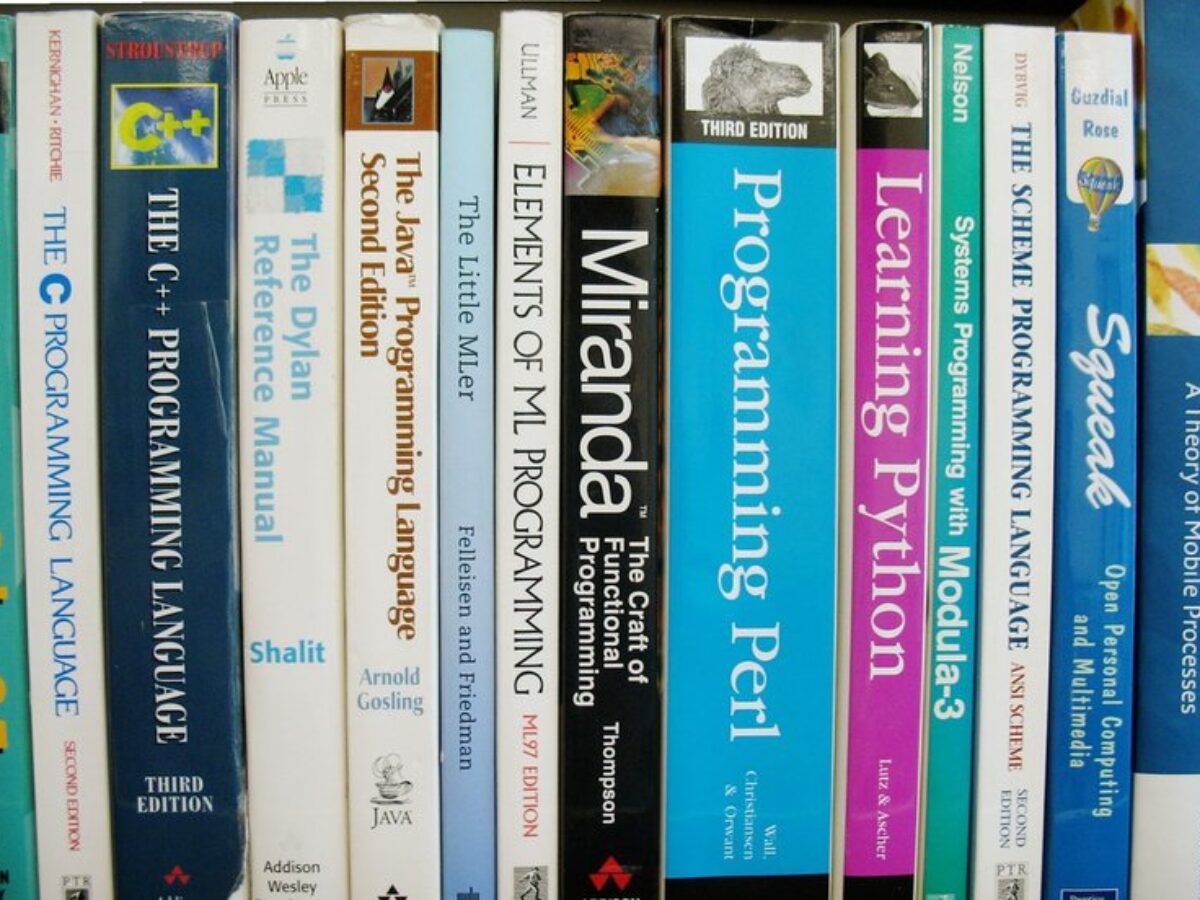 KERNIGHAN · RITCHIE
THE C PROGRAMMING LANGUAGE
SECOND EDITION
PTR
STROUSTRUP
C++
THE C++ PROGRAMMING LANGUAGE
THIRD
EDITION
Apple
PRESS
The Dylan
Reference Manual
Shalit
Addison
Wesley
The Java™ Programming Language
Second Edition
Arnold
Gosling
JAVA
The Little MLer
Felleisen and Friedman
ULLMAN
ELEMENTS OF ML PROGRAMMING
ML97 EDITION
Miranda™
The Craft of
Functional
Programming
Thompson
THIRD EDITION
Programming Perl
Wall,
Christiansen
& Orwant
Learning Python
Lutz & Ascher
Nelson
Systems Programming with Modula-3
DYBVIG
THE SCHEME PROGRAMMING LANGUAGE
ANSI SCHEME
SECOND
EDITION
PTR
Guzdial
Rose
Squeak
Squeak
Open Personal Computing
and Multimedia
A Theory of Mobile Processes